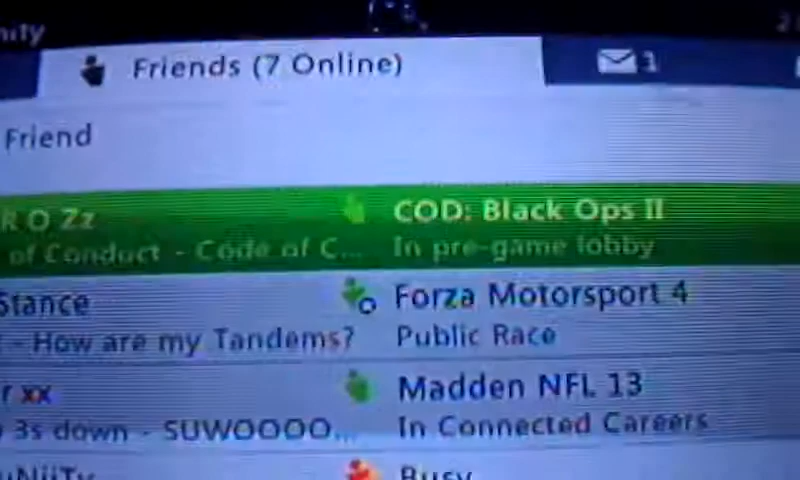 Friends (7 Online)
1
Friend
R O Zz
COD: Black Ops II
of Conduct - Code of C...
In pre-game lobby
Stance
Forza Motorsport 4
- How are my Tandems?
Public Race
r xx
Madden NFL 13
3s down - SUWOOOO...
In Connected Careers
Busy